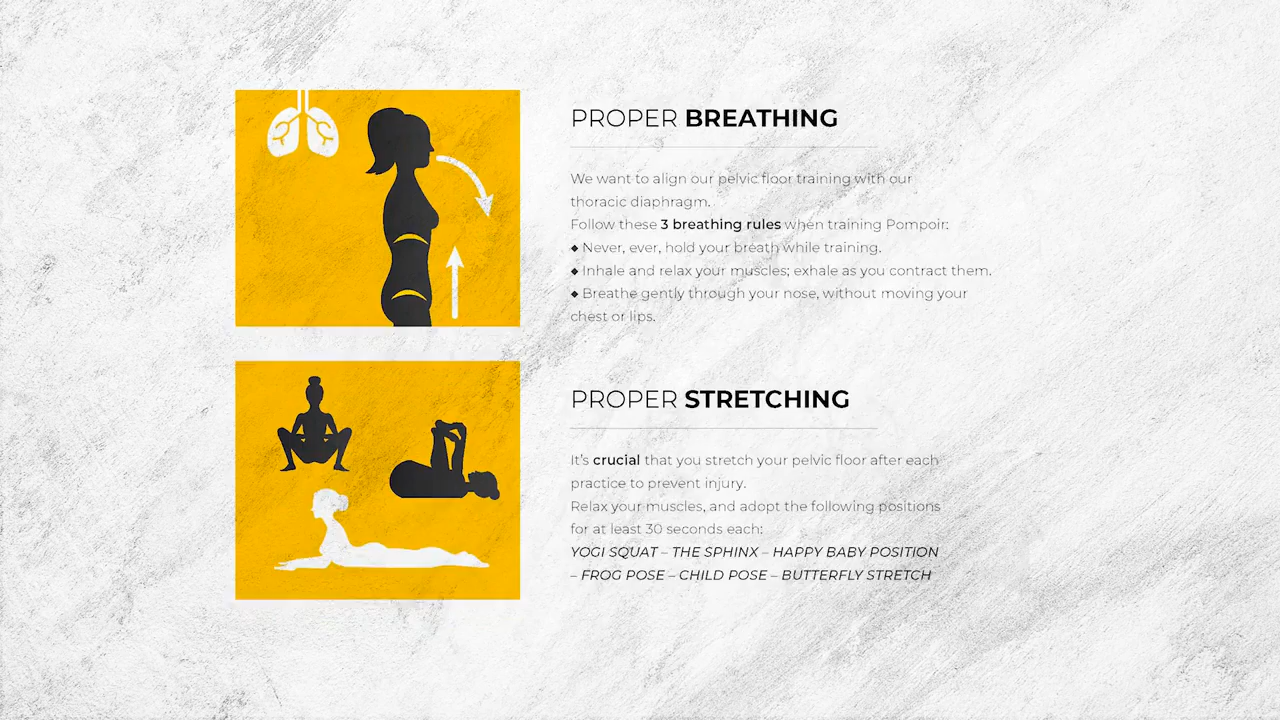 PROPER BREATHING
We want to align our pelvic floor training with our
thoracic diaphragm.
Follow these 3 breathing rules when training Pompoir:
◆ Never, ever, hold your breath while training.
◆ Inhale and relax your muscles; exhale as you contract them.
◆ Breathe gently through your nose, without moving your
chest or lips.
PROPER STRETCHING
It's crucial that you stretch your pelvic floor after each
practice to prevent injury.
Relax your muscles, and adopt the following positions
for at least 30 seconds each:
YOGI SQUAT – THE SPHINX – HAPPY BABY POSITION
– FROG POSE – CHILD POSE – BUTTERFLY STRETCH